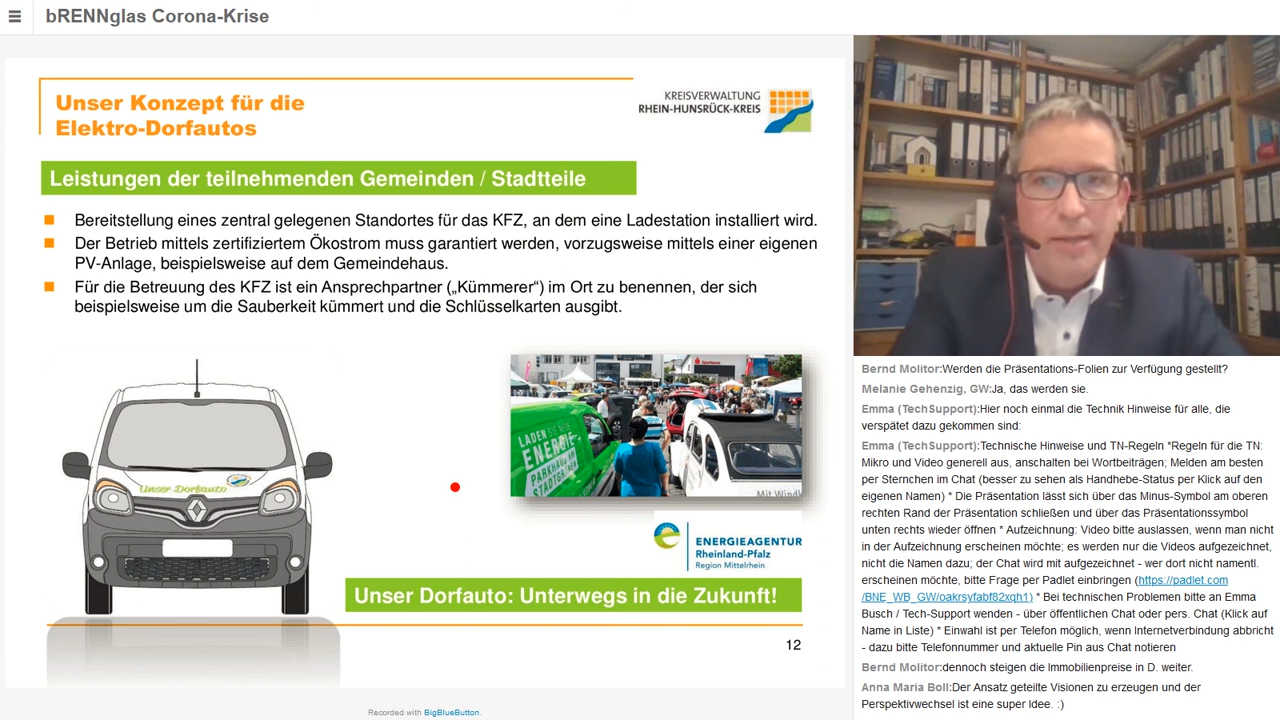 bRENNglas Corona-Krise
Unser Konzept für die
Elektro-Dorfautos
KREISVERWALTUNG
RHEIN-HUNSRÜCK-KREIS
Leistungen der teilnehmenden Gemeinden / Stadtteile
Bereitstellung eines zentral gelegenen Standortes für das KFZ, an dem eine Ladestation installiert wird.
Der Betrieb mittels zertifiziertem Ökostrom muss garantiert werden, vorzugsweise mittels einer eigenen
PV-Anlage, beispielsweise auf dem Gemeindehaus.
Für die Betreuung des KFZ ist ein Ansprechpartner („Kümmerer“) im Ort zu benennen, der sich
beispielsweise um die Sauberkeit kümmert und die Schlüsselkarten ausgibt.
Unser Dorfauto
Sparkasse
LADEN SIE NEUE
ENERGIE
Mit Windk
ENERGIEAGENTUR
Rheinland-Pfalz
Region Mittelrhein
Unser Dorfauto: Unterwegs in die Zukunft!
12
Recorded with BigBlueButton.
Bernd Molitor:Werden die Präsentations-Folien zur Verfügung gestellt?
Melanie Gehenzig, GW:Ja, das werden sie.
Emma (TechSupport):Hier noch einmal die Technik Hinweise für alle, die
verspätet dazu gekommen sind:
Emma (TechSupport):Technische Hinweise und TN-Regeln *Regeln für die TN:
Mikro und Video generell aus, anschalten bei Wortbeiträgen; Melden am besten
per Sternchen im Chat (besser zu sehen als Handhebe-Status per Klick auf den
eigenen Namen) * Die Präsentation lässt sich über das Minus-Symbol am oberen
rechten Rand der Präsentation schließen und über das Präsentationssymbol
unten rechts wieder öffnen * Aufzeichnung: Video bitte auslassen, wenn man nicht
in der Aufzeichnung erscheinen möchte; es werden nur die Videos aufgezeichnet,
nicht die Namen dazu; der Chat wird mit aufgezeichnet - wer dort nicht namentl.
erscheinen möchte, bitte Frage per Padlet einbringen (https://padlet.com
/BNE_WB_GW/oakrsyfabf82xqh1) * Bei technischen Problemen bitte an Emma
Busch / Tech-Support wenden - über öffentlichen Chat oder pers. Chat (Klick auf
Name in Liste) * Einwahl ist per Telefon möglich, wenn Internetverbindung abbricht
- dazu bitte Telefonnummer und aktuelle Pin aus Chat notieren
Bernd Molitor:dennoch steigen die Immobilienpreise in D. weiter.
Anna Maria Boll:Der Ansatz geteilte Visionen zu erzeugen und der
Perspektivwechsel ist eine super Idee. :)